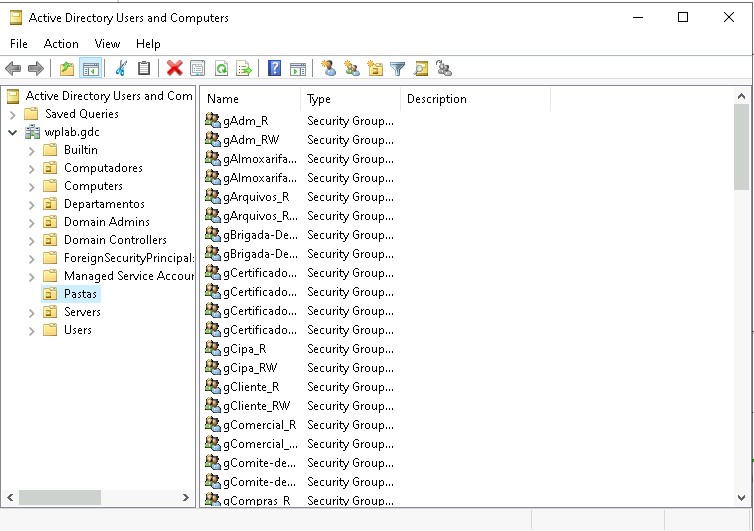 Active Directory Users and Computers
File Action View Help
Active Directory Users and Com
Saved Queries
wplab.gdc
Builtin
Computadores
Computers
Departamentos
Domain Admins
Domain Controllers
ForeignSecurityPrincipal:
Managed Service Accour
Pastas
Servers
Users
Name Type Description
gAdm_R Security Group...
gAdm_RW Security Group...
gAlmoxarifa... Security Group...
gAlmoxarifa... Security Group...
gArquivos_R Security Group...
gArquivos_R... Security Group...
gBrigada-De... Security Group...
gBrigada-De... Security Group...
gCertificado... Security Group...
gCertificado... Security Group...
gCertificado... Security Group...
gCertificado... Security Group...
gCipa_R Security Group...
gCipa_RW Security Group...
gCliente_R Security Group...
gCliente_RW Security Group...
gComercial_R Security Group...
gComercial_... Security Group...
gComite-de... Security Group...
gComite-de... Security Group...
gCompras_R Security Group...